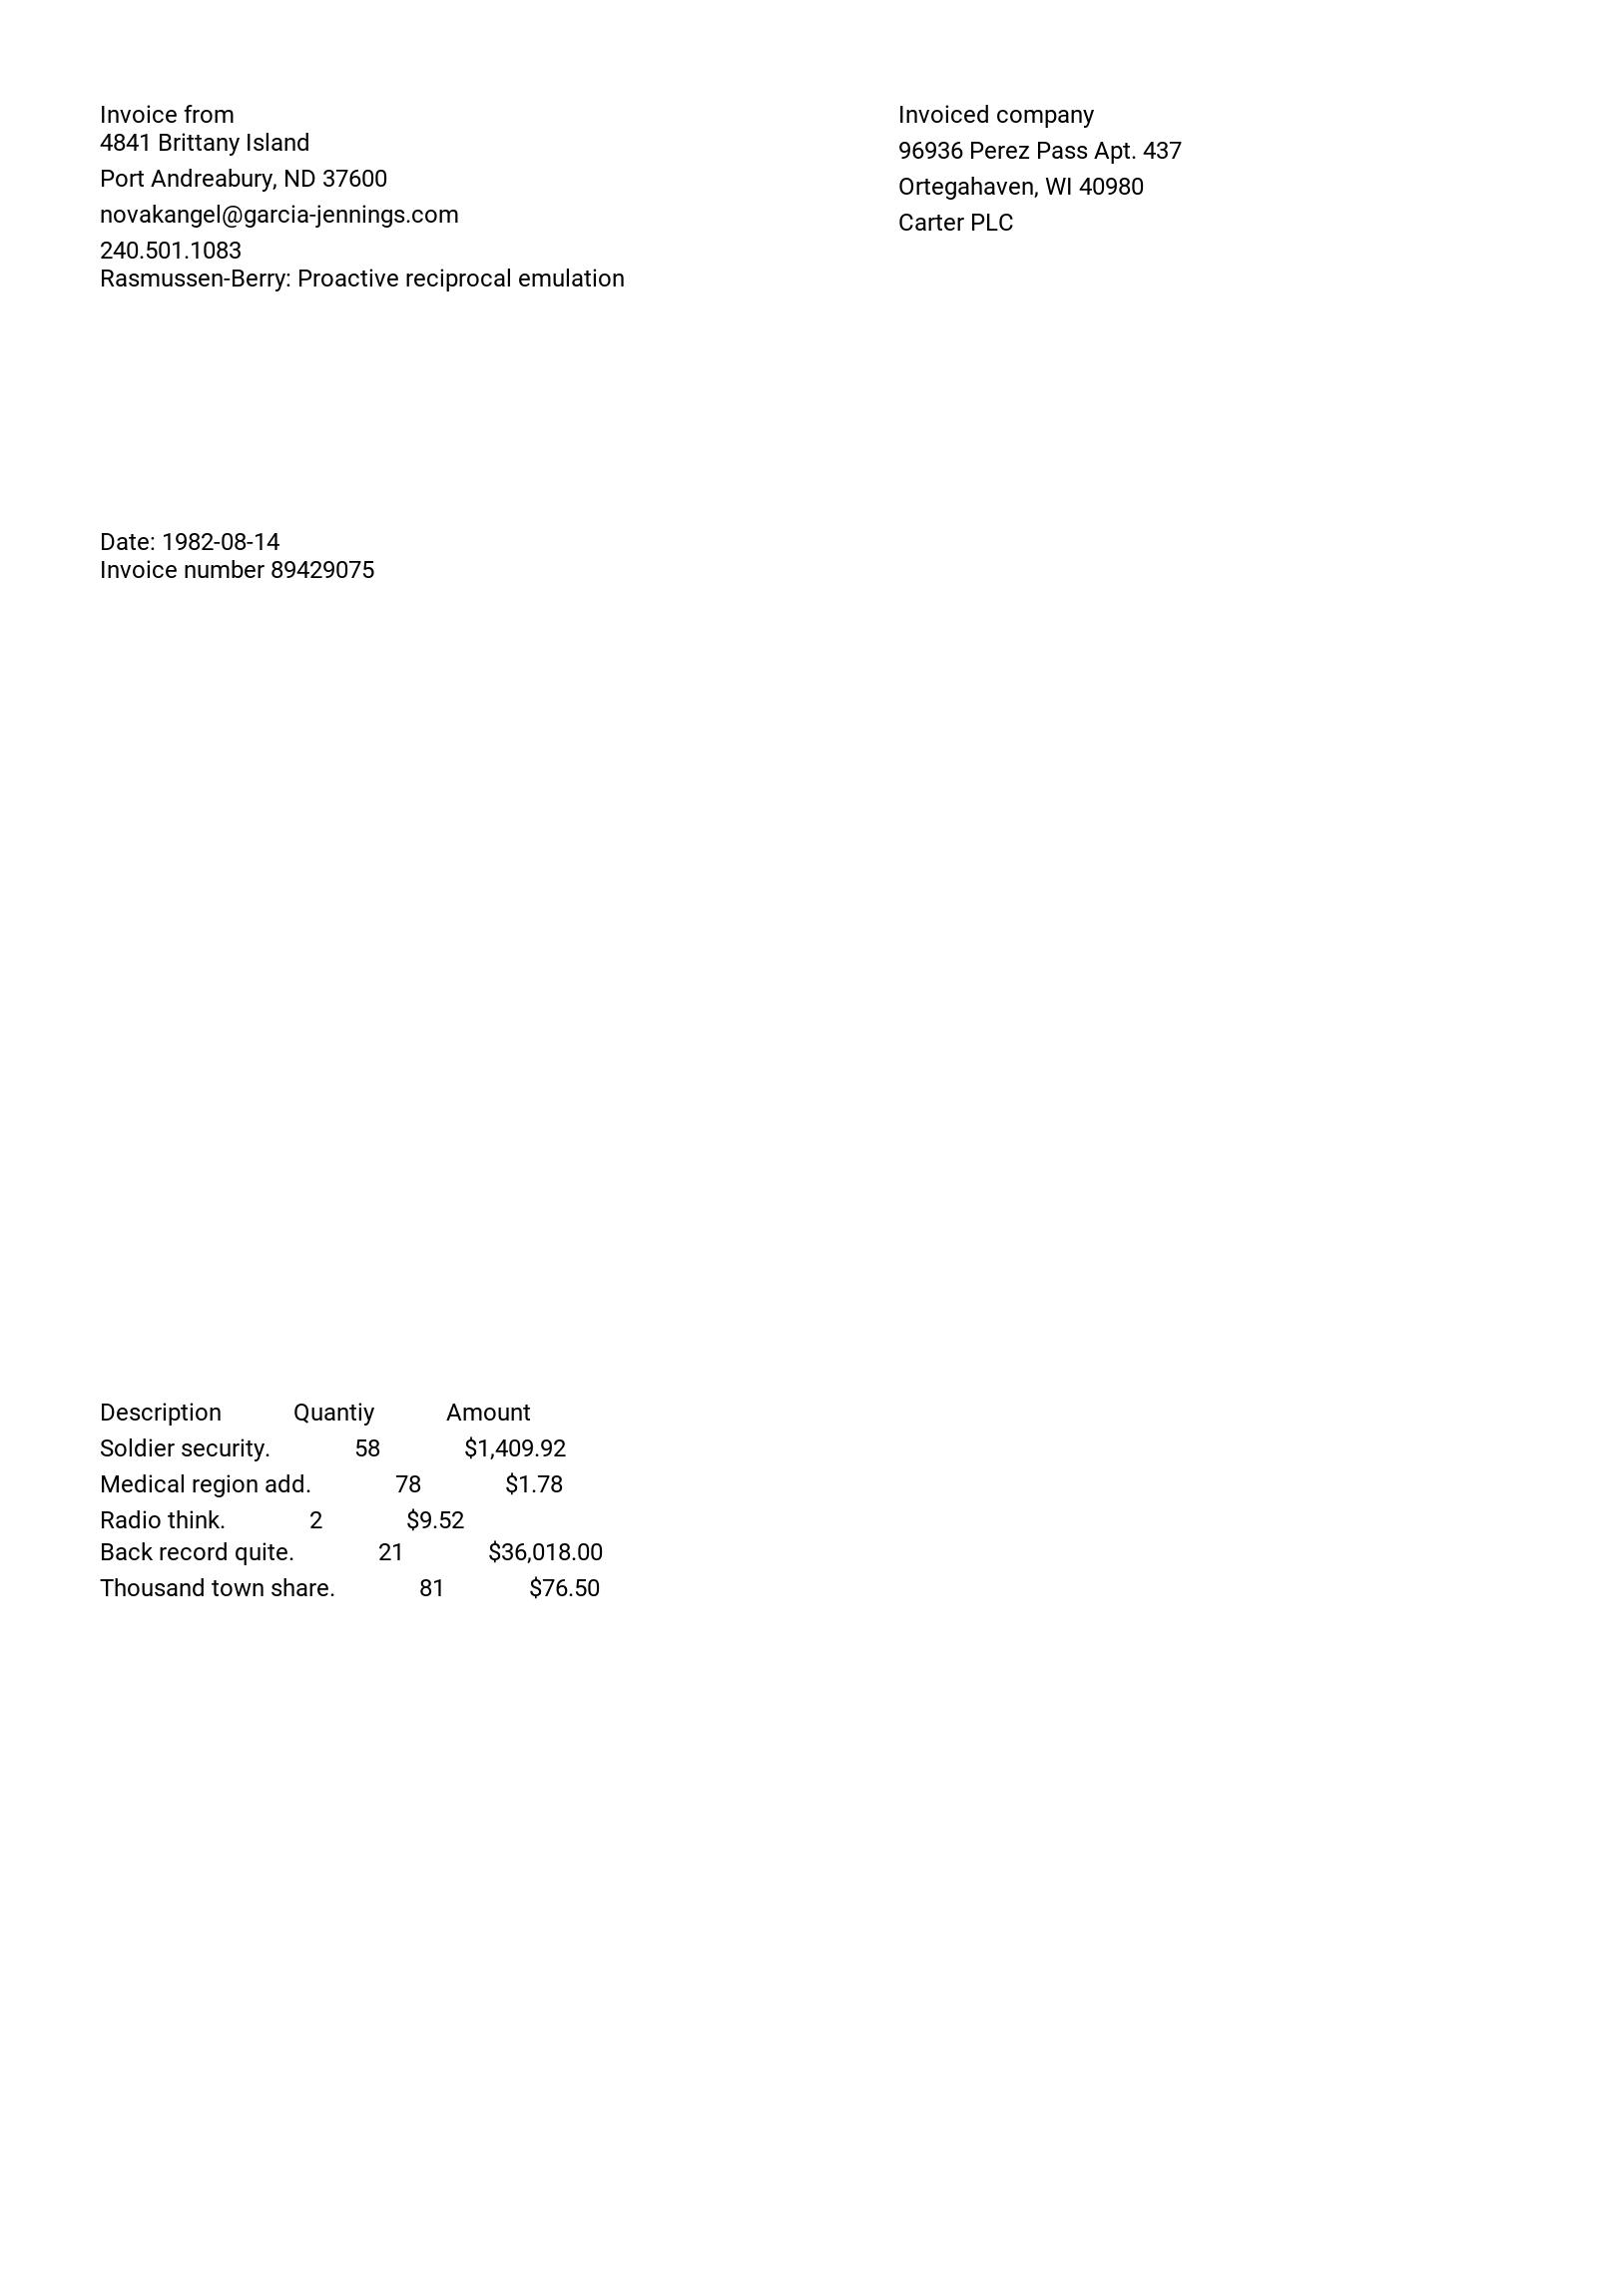 Invoice from
4841 Brittany Island
Port Andreabury, ND 37600
novakangel@garcia-jennings.com
240.501.1083
Rasmussen-Berry: Proactive reciprocal emulation
Invoiced company
96936 Perez Pass Apt. 437
Ortegahaven, WI 40980
Carter PLC
Date: 1982-08-14
Invoice number 89429075
Description Quantiy Amount
Soldier security. 58 $1,409.92
Medical region add. 78 $1.78
Radio think. 2 $9.52
Back record quite. 21 $36,018.00
Thousand town share. 81 $76.50